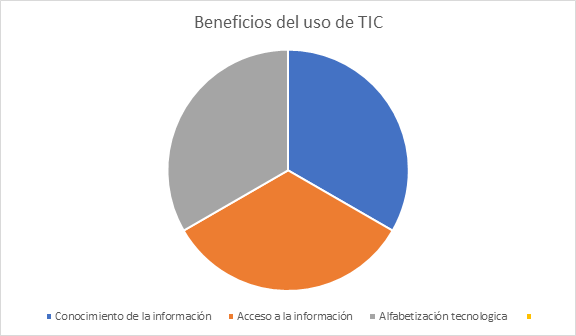 Beneficios del uso de TIC
Conocimiento de la información Acceso a la información Alfabetización tecnologica